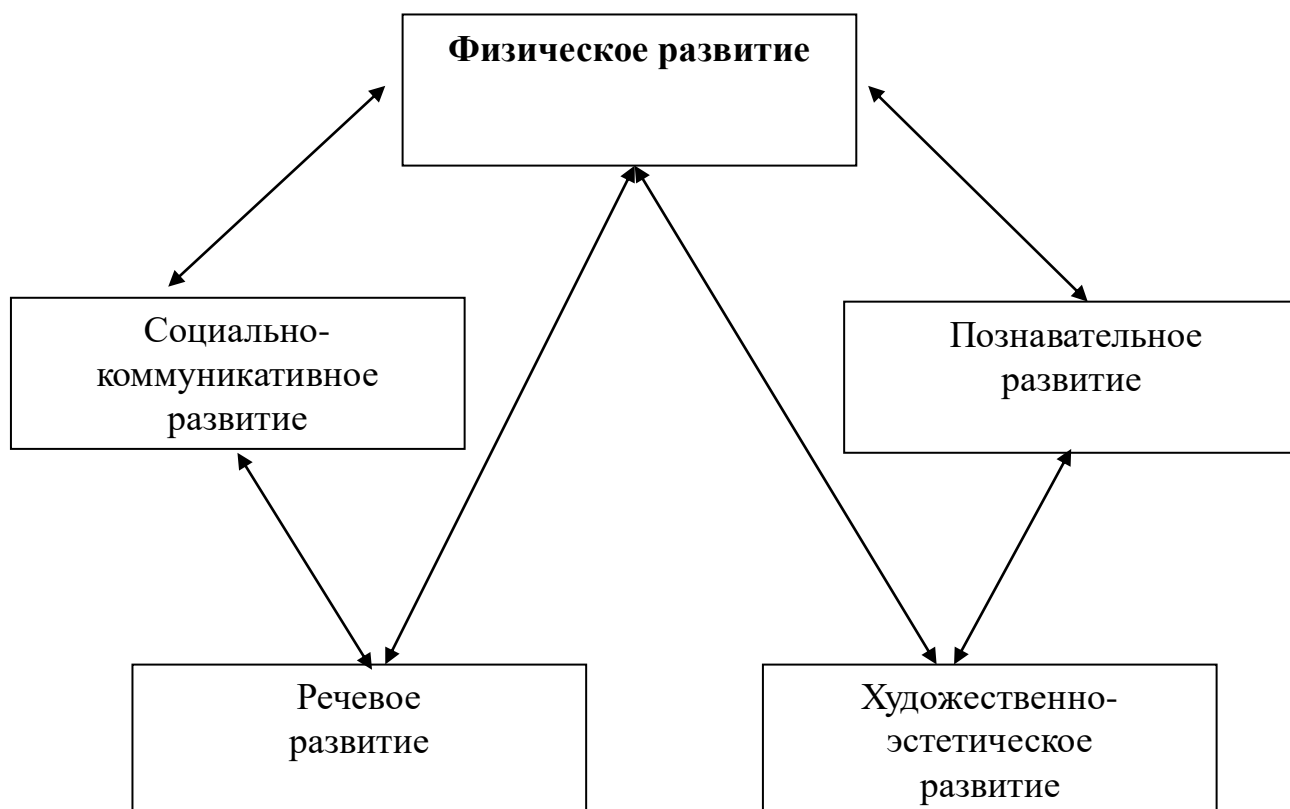 Физическое развитие
Социально-
коммуникативное
развитие
Познавательное
развитие
Речевое
развитие
Художественно-
эстетическое
развитие